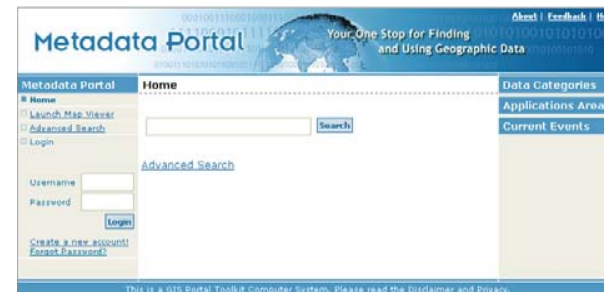 About | Feedback |
Metadata Portal
Your One Stop for Finding
and Using Geographic Data
Metadata Portal
Home
Launch Map Viewer
Advanced Search
Login
Username
Password
Login
Create a new account!
Forgot Password?
Home
Search
Advanced Search
Data Categories
Applications Area
Current Events
This is a GIS Portal Toolkit Computer System. Please read the Disclaimer and Privacy.